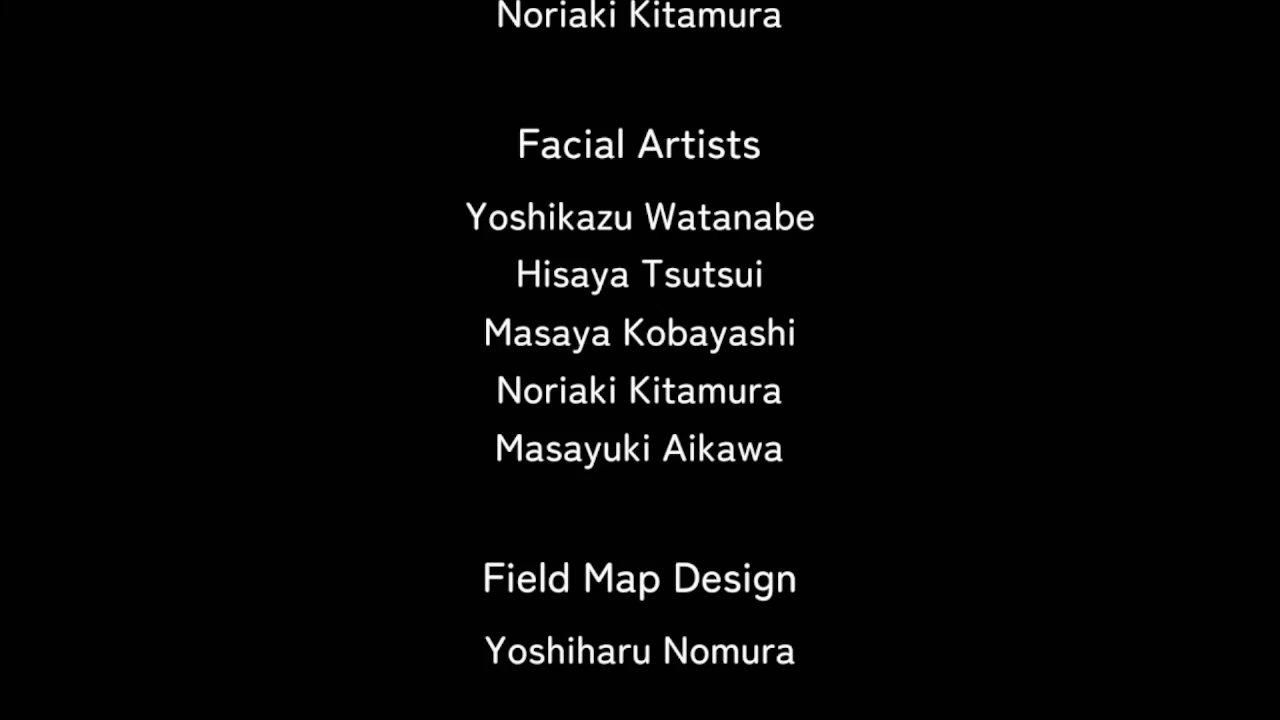 Noriaki Kitamura
Facial Artists
Yoshikazu Watanabe
Hisaya Tsutsui
Masaya Kobayashi
Noriaki Kitamura
Masayuki Aikawa
Field Map Design
Yoshiharu Nomura